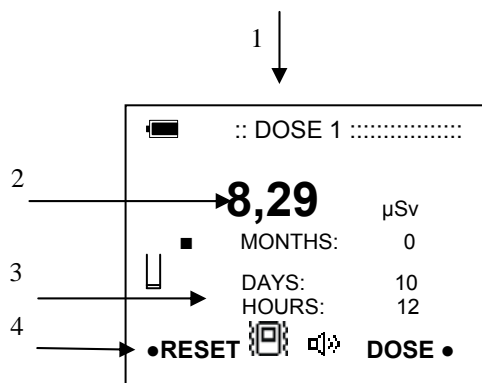 1
:: DOSE 1 ::::::::::::::::
2
8,29 µSv
MONTHS: 0
3
DAYS: 10
HOURS: 12
4
●RESET DOSE ●